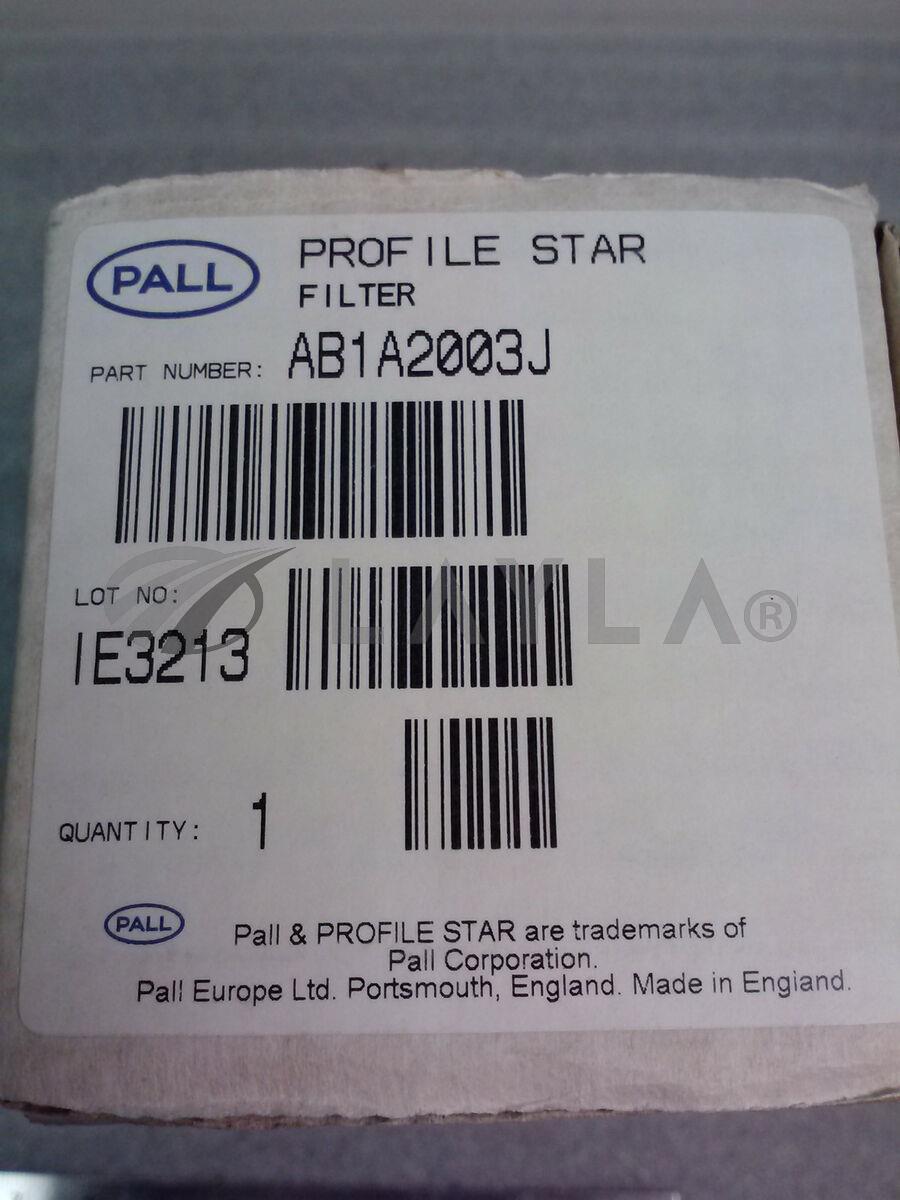 PALL
PROFILE STAR
FILTER
PART NUMBER: AB1A2003J
LAYLA®
LOT NO:
IE3213
QUANTITY: 1
PALL
Pall & PROFILE STAR are trademarks of
Pall Corporation.
Pall Europe Ltd. Portsmouth, England. Made in England.